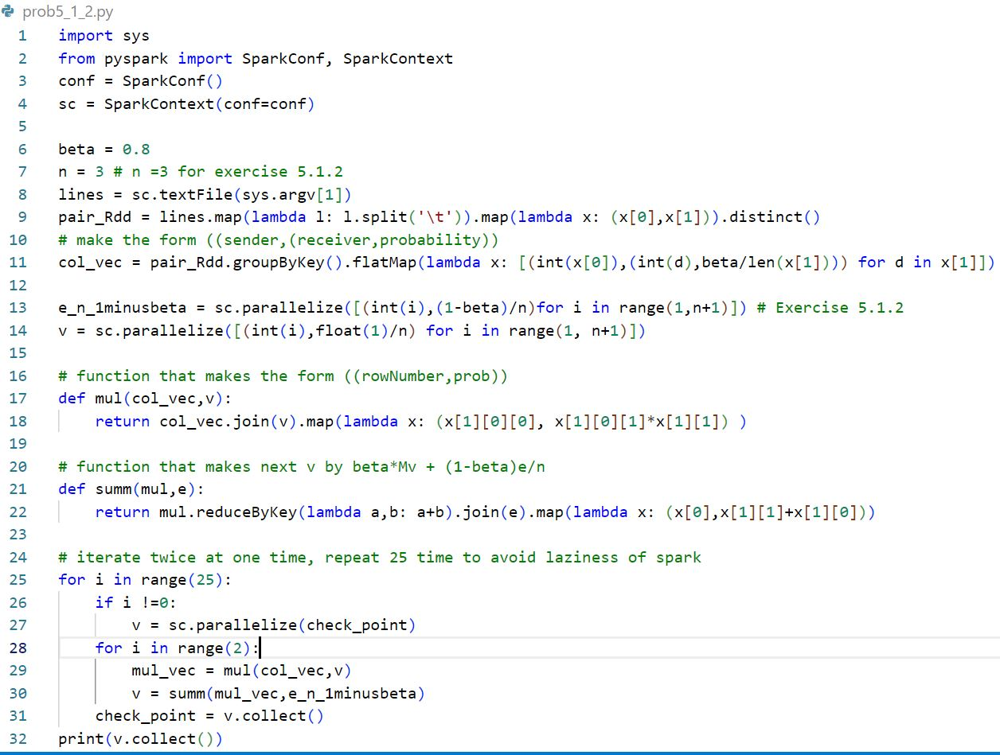 prob5_1_2.py
1 import sys
2 from pyspark import SparkConf, SparkContext
3 conf = SparkConf()
4 sc = SparkContext(conf=conf)
5
6 beta = 0.8
7 n = 3 # n =3 for exercise 5.1.2
8 lines = sc.textFile(sys.argv[1])
9 pair_Rdd = lines.map(lambda l: l.split('\t')).map(lambda x: (x[0],x[1])).distinct()
10 # make the form ((sender,(receiver,probability))
11 col_vec = pair_Rdd.groupByKey().flatMap(lambda x: [(int(x[0]),(int(d),beta/len(x[1]))) for d in x[1]])
12
13 e_n_1minusbeta = sc.parallelize([(int(i),(1-beta)/n)for i in range(1,n+1)]) # Exercise 5.1.2
14 v = sc.parallelize([(int(i),float(1)/n) for i in range(1, n+1)])
15
16 # function that makes the form ((rowNumber,prob))
17 def mul(col_vec,v):
18     return col_vec.join(v).map(lambda x: (x[1][0][0], x[1][0][1]*x[1][1]) )
19
20 # function that makes next v by beta*Mv + (1-beta)e/n
21 def summ(mul,e):
22     return mul.reduceByKey(lambda a,b: a+b).join(e).map(lambda x: (x[0],x[1][1]+x[1][0]))
23
24 # iterate twice at one time, repeat 25 time to avoid laziness of spark
25 for i in range(25):
26     if i !=0:
27         v = sc.parallelize(check_point)
28     for i in range(2):
29         mul_vec = mul(col_vec,v)
30         v = summ(mul_vec,e_n_1minusbeta)
31     check_point = v.collect()
32 print(v.collect())